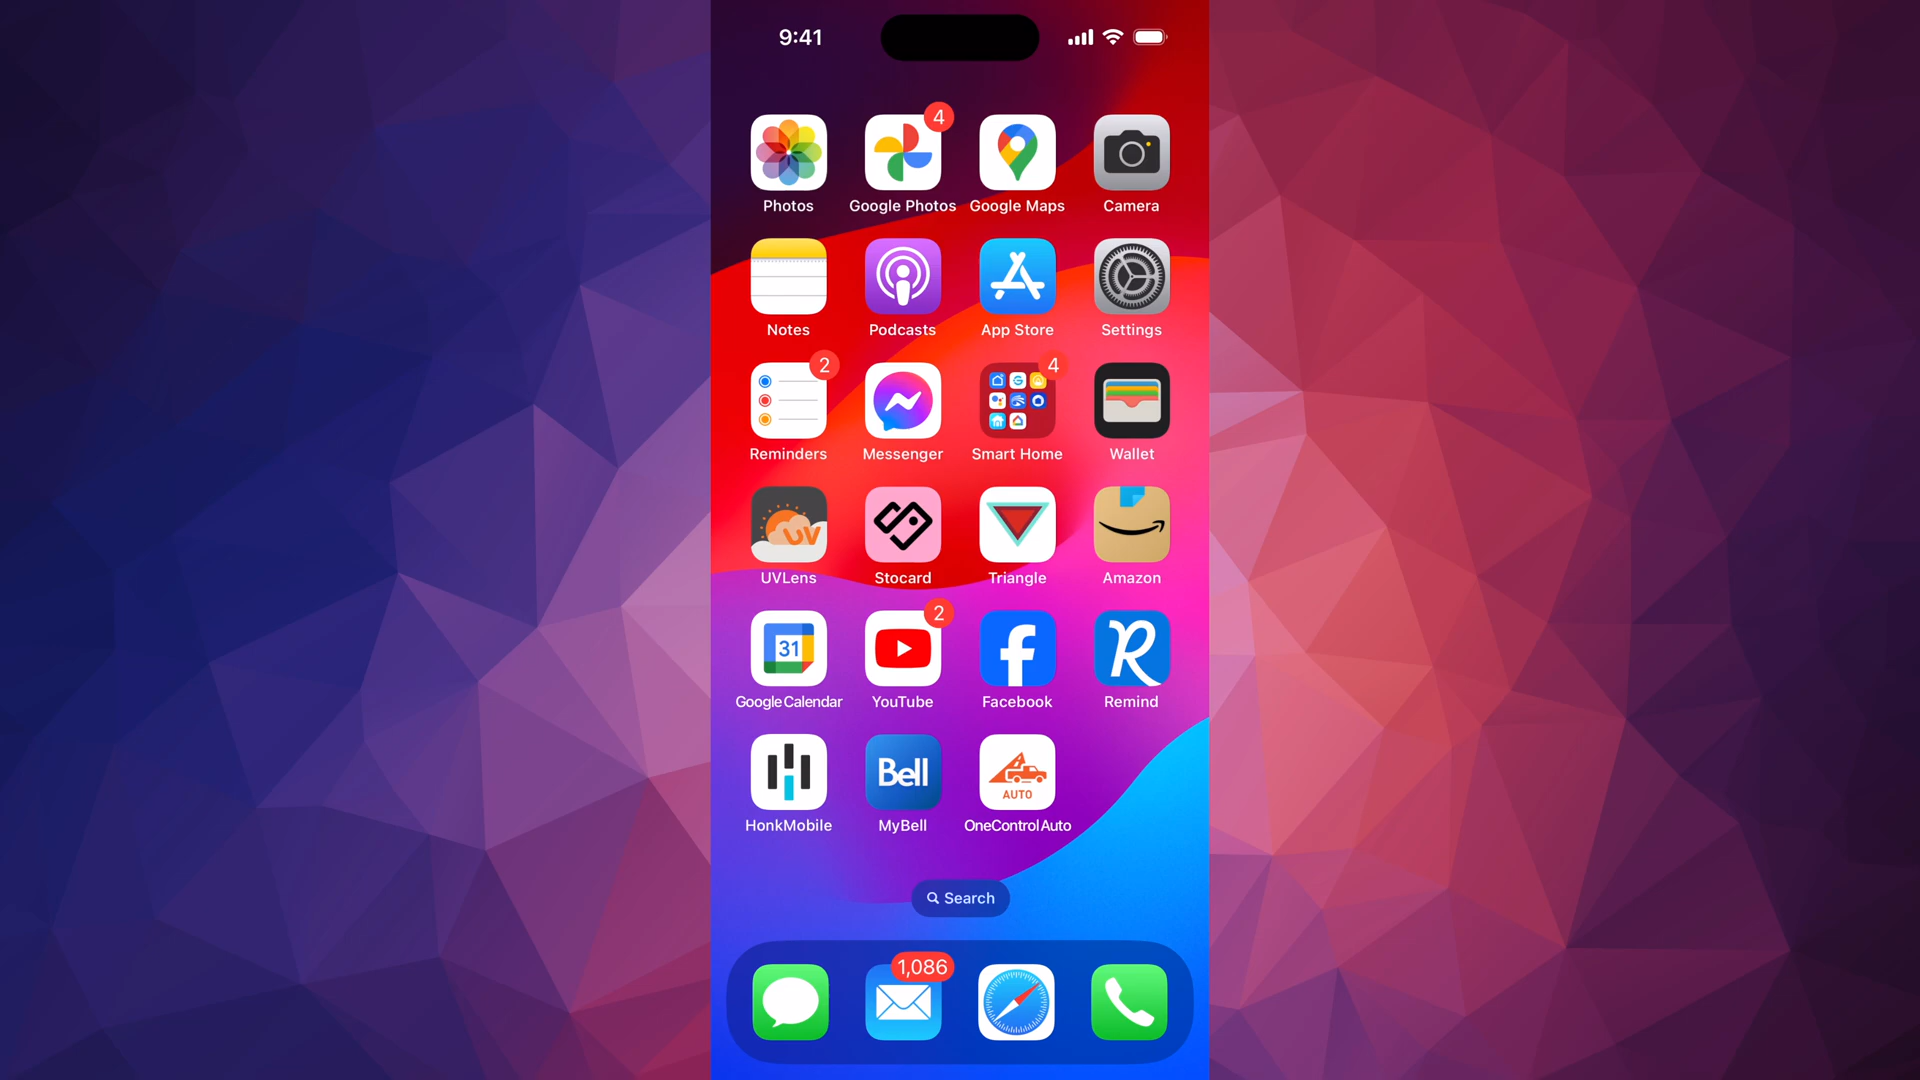 9:41
4
Photos Google Photos Google Maps Camera
Notes Podcasts App Store Settings
2 4
Reminders Messenger Smart Home Wallet
UV
UVLens Stocard Triangle Amazon
31 2
Google Calendar YouTube Facebook Remind
Bell AUTO
HonkMobile MyBell OneControlAuto
Search
1,086